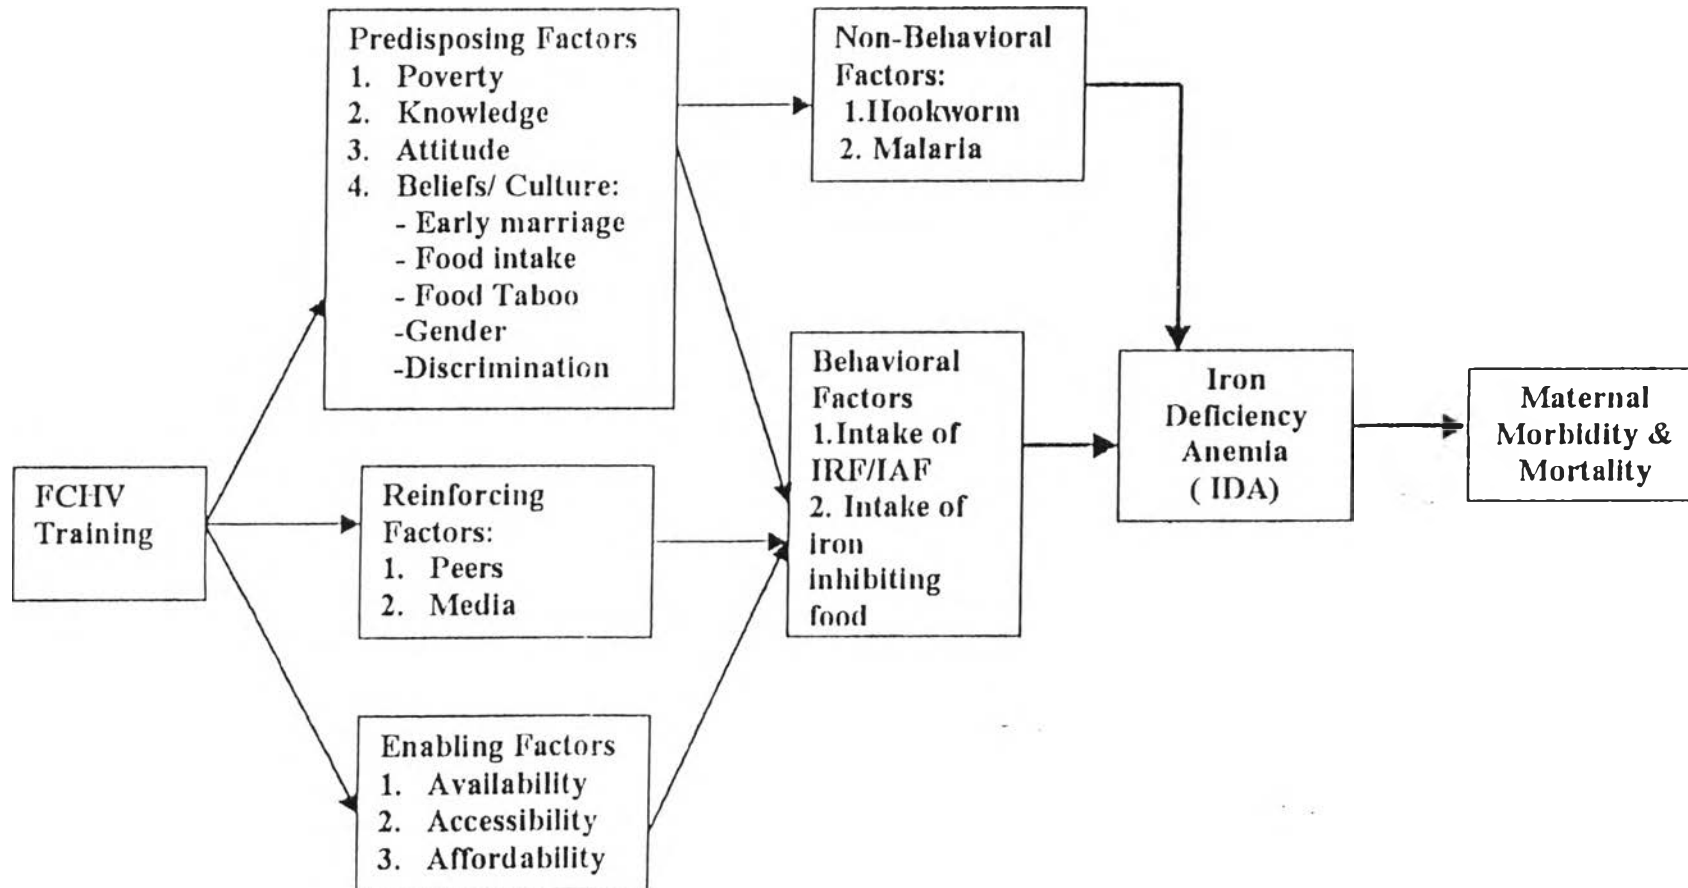 Predisposing Factors
1. Poverty
2. Knowledge
3. Attitude
4. Beliefs/ Culture:
- Early marriage
- Food intake
- Food Taboo
-Gender
-Discrimination
Non-Behavioral
Factors:
1.Hookworm
2. Malaria
FCHV
Training
Reinforcing
Factors:
1. Peers
2. Media
Enabling Factors
1. Availability
2. Accessibility
3. Affordability
Behavioral
Factors
1.Intake of
IRF/IAF
2. Intake of
iron
inhibiting
food
Iron
Deficiency
Anemia
( IDA)
Maternal
Morbidity &
Mortality